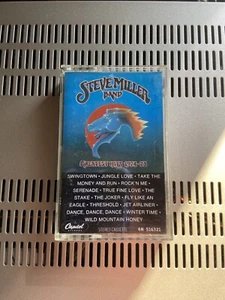 STEVE MILLER
BAND
GREATEST HITS 1974-78
SWINGTOWN • JUNGLE LOVE • TAKE THE
MONEY AND RUN • ROCK'N ME •
SERENADE • TRUE FINE LOVE • THE
STAKE • THE JOKER • FLY LIKE AN
EAGLE • THRESHOLD • JET AIRLINER •
DANCE, DANCE, DANCE • WINTER TIME •
WILD MOUNTAIN HONEY
Capitol